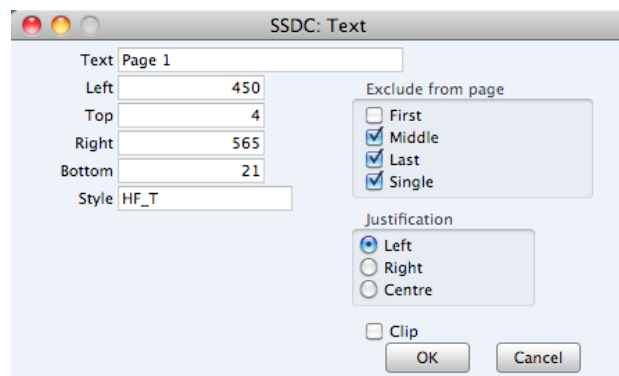 SSDC: Text
Text Page 1
Left 450
Top 4
Right 565
Bottom 21
Style HF_T
Exclude from page
First
Middle
Last
Single
Justification
Left
Right
Centre
Clip
OK Cancel